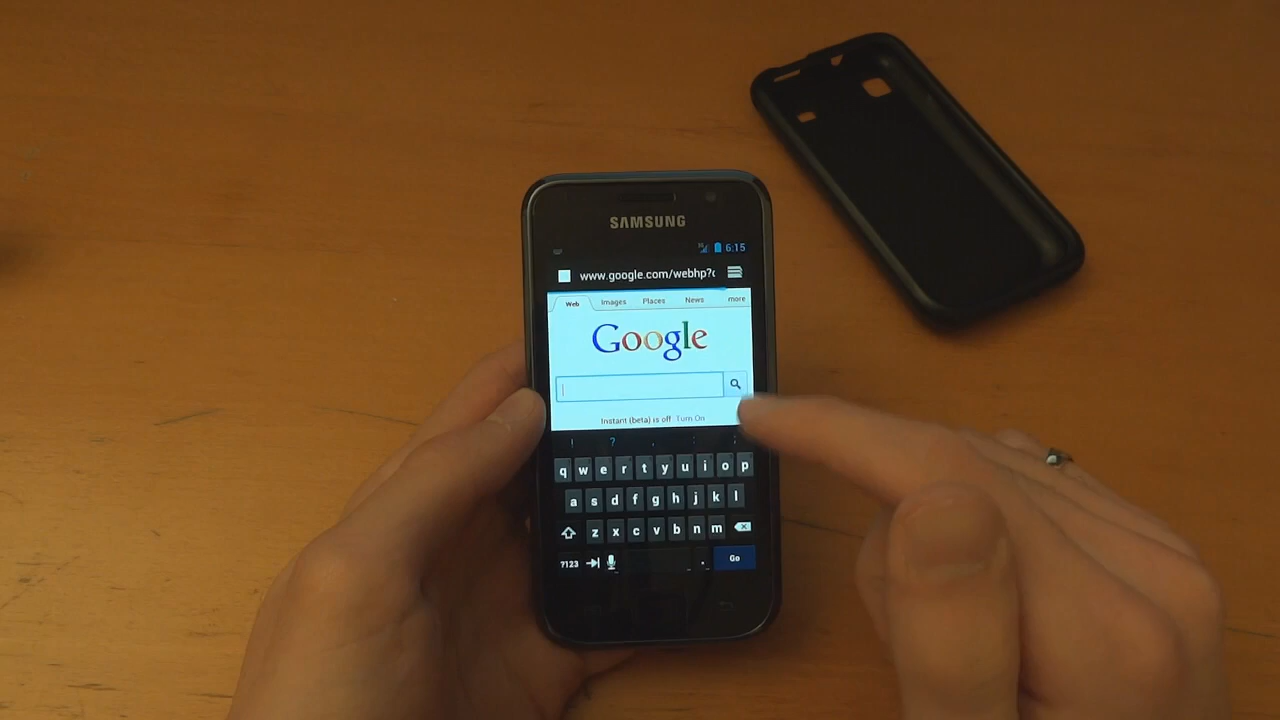 SAMSUNG
6:15
www.google.com/webhp?c
Web Images Places News more
Google
Instant (beta) is off Turn On
! ? , : ;
q w e r t y u i o p
a s d f g h j k l
z x c v b n m
?123 . Go